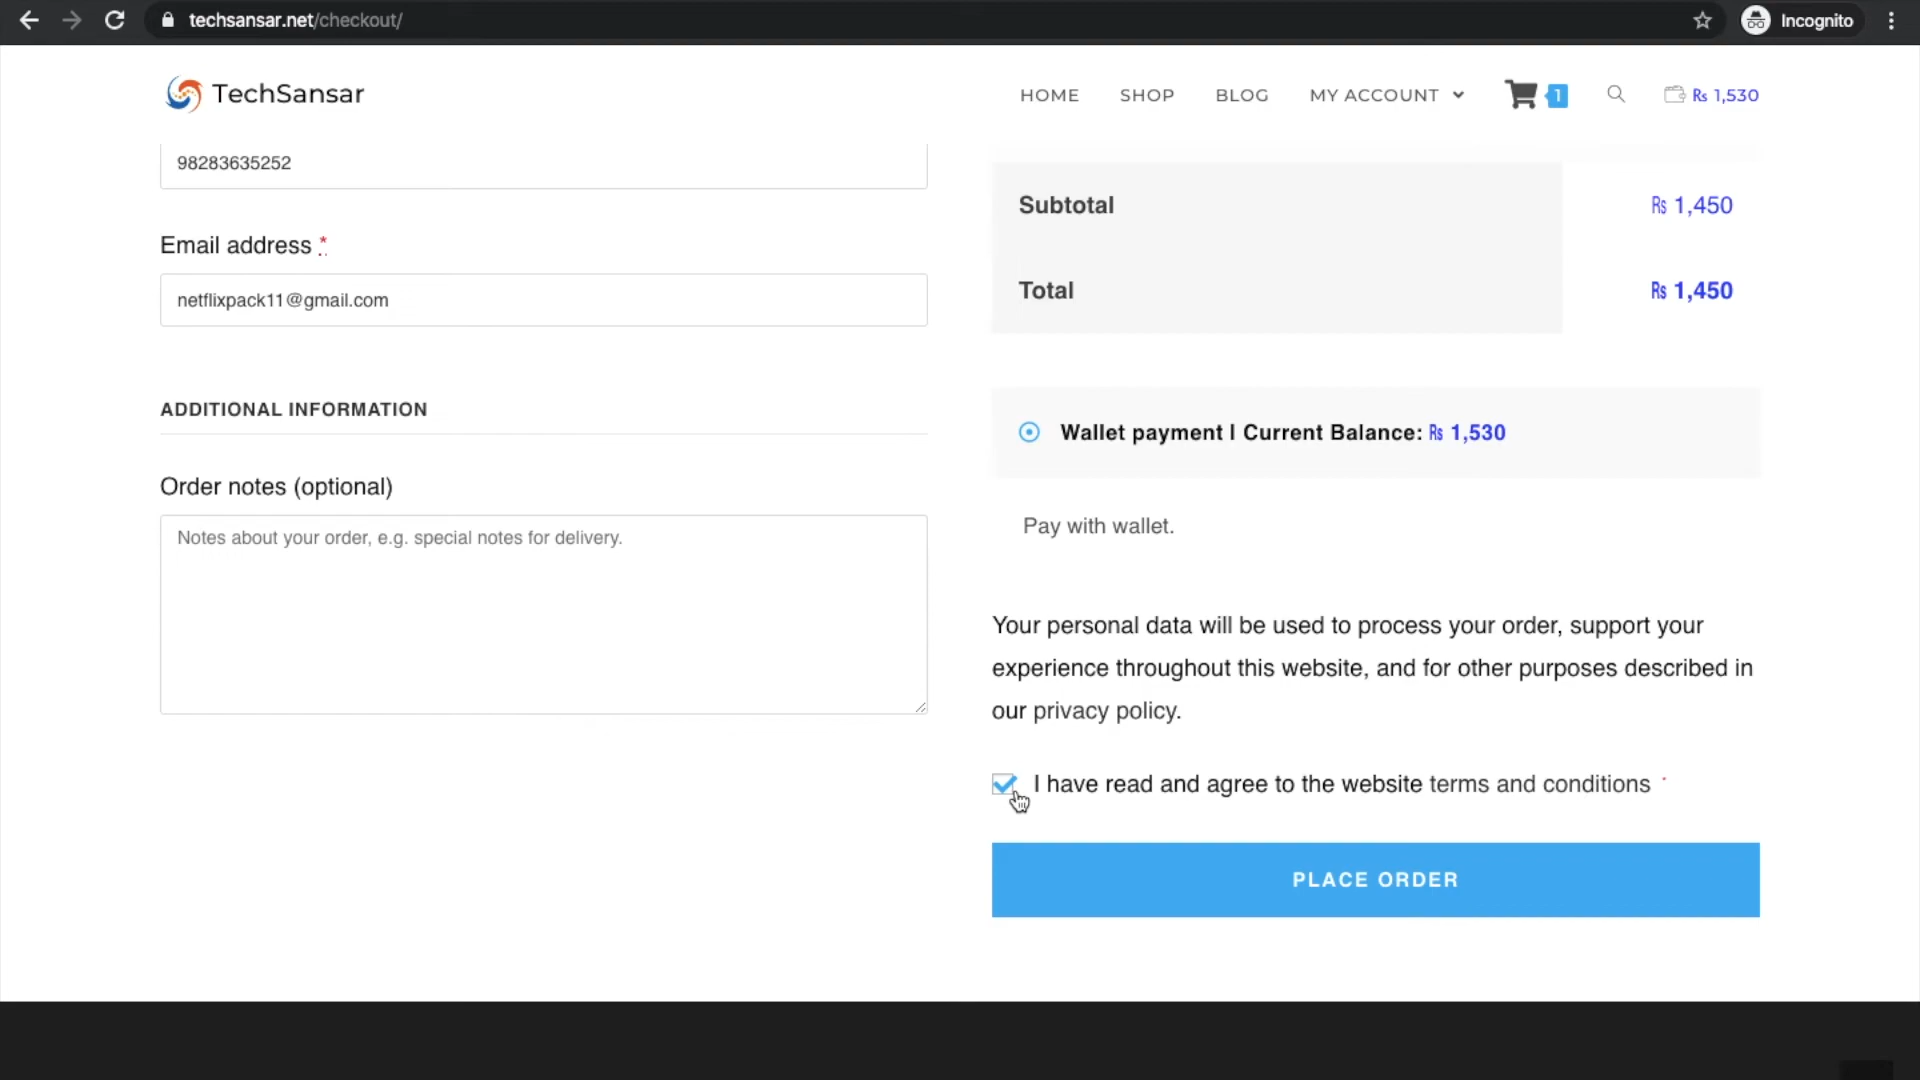 techsansar.net/checkout/
Incognito
TechSansar
HOME
SHOP
BLOG
MY ACCOUNT
1
₨ 1,530
98283635252
Email address *
netflixpack11@gmail.com
ADDITIONAL INFORMATION
Order notes (optional)
Notes about your order, e.g. special notes for delivery.
Subtotal
₨ 1,450
Total
₨ 1,450
Wallet payment | Current Balance: ₨ 1,530
Pay with wallet.
Your personal data will be used to process your order, support your
experience throughout this website, and for other purposes described in
our privacy policy.
I have read and agree to the website terms and conditions *
PLACE ORDER